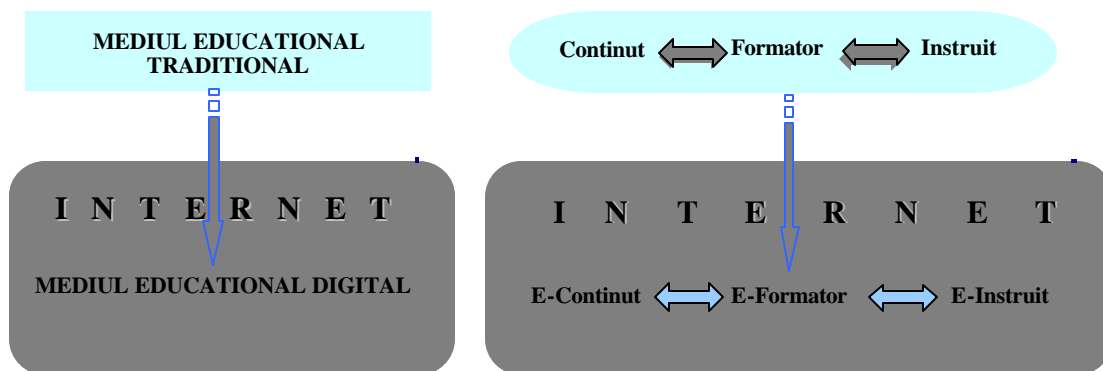 MEDIUL EDUCATIONAL
TRADITIONAL
I N T E R N E T
MEDIUL EDUCATIONAL DIGITAL
Continut Formator Instruit
I N T E R N E T
E-Continut E-Formator E-Instruit